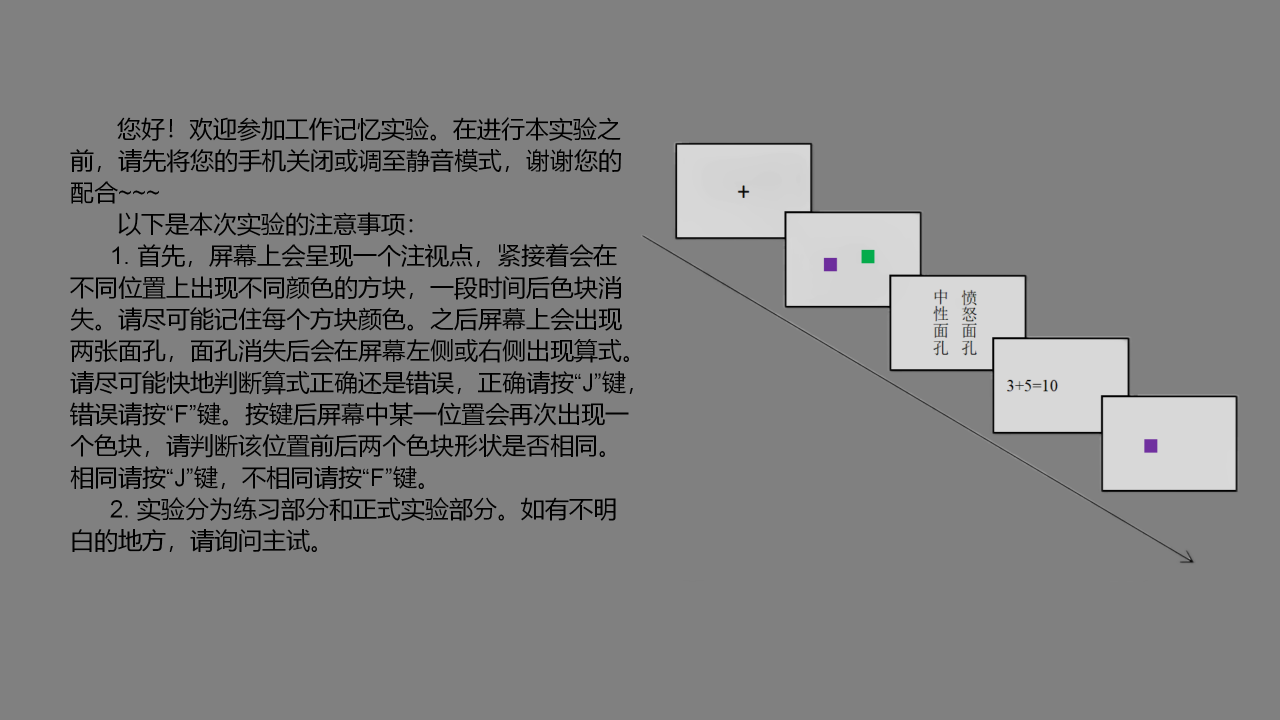 您好！欢迎参加工作记忆实验。在进行本实验之
前，请先将您的手机关闭或调至静音模式，谢谢您的
配合~~~
以下是本次实验的注意事项：
1. 首先，屏幕上会呈现一个注视点，紧接着会在
不同位置上出现不同颜色的方块，一段时间后色块消
失。请尽可能记住每个方块颜色。之后屏幕上会出现
两张面孔，面孔消失后会在屏幕左侧或右侧出现算式。
请尽可能快地判断算式正确还是错误，正确请按“J”键，
错误请按“F”键。按键后屏幕中某一位置会再次出现一
个色块，请判断该位置前后两个色块形状是否相同。
相同请按“J”键，不相同请按“F”键。
2. 实验分为练习部分和正式实验部分。如有不明
白的地方，请询问主试。
+
中性面孔
愤怒面孔
3+5=10